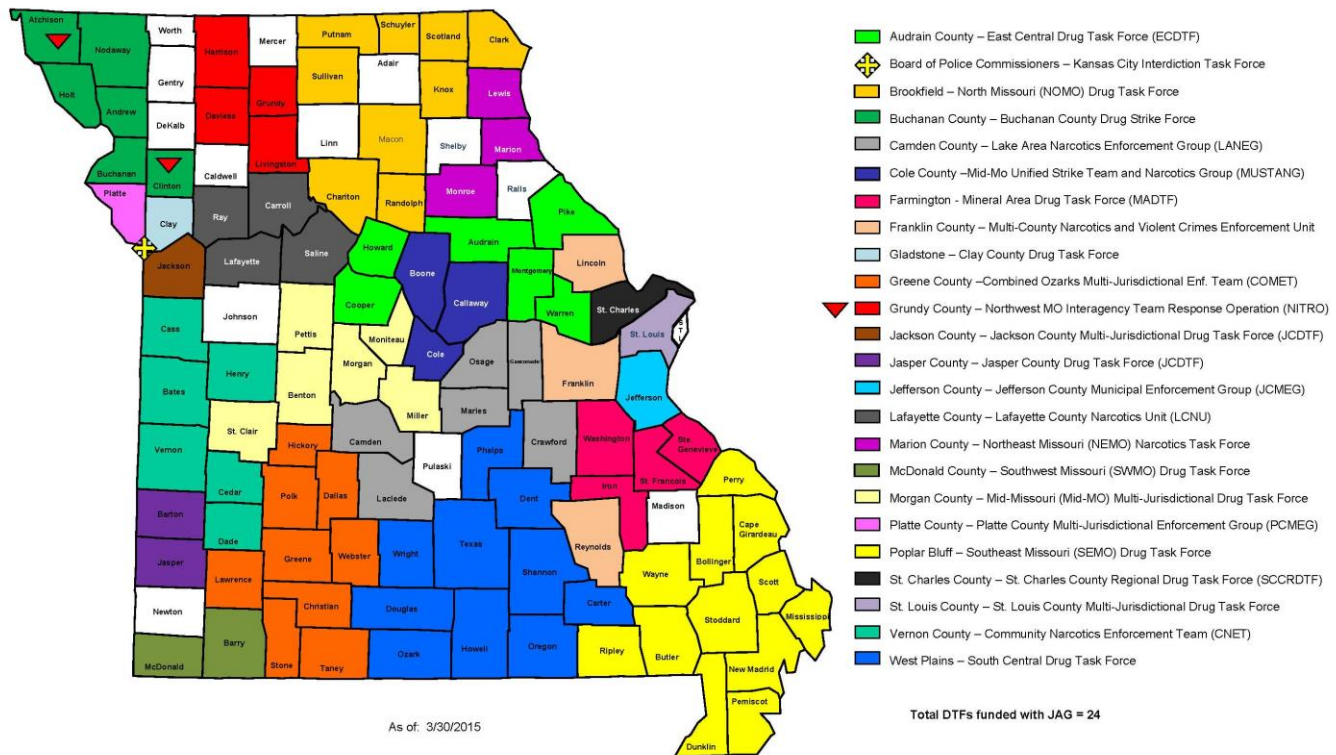 Atchison
Nodaway
Worth
Harrison
Mercer
Putnam
Schuyler
Scotland
Clark
Gentry
Sullivan
Adair
Knox
Lewis
Holt
Andrew
DeKalb
Daviess
Grundy
Linn
Macon
Shelby
Marion
Buchanan
Clinton
Caldwell
Livingston
Chariton
Randolph
Monroe
Ralls
Platte
Clay
Ray
Carroll
Pike
Jackson
Lafayette
Saline
Howard
Boone
Audrain
Callaway
Montgomery
Lincoln
Warren
St. Charles
St. Louis
STL
Cass
Johnson
Pettis
Cooper
Moniteau
Cole
Osage
Gasconade
Franklin
Jefferson
Bates
Henry
Benton
Morgan
Miller
Maries
St. Clair
Camden
Pulaski
Phelps
Crawford
Washington
Ste. Genevieve
St. Francois
Vernon
Hickory
Cedar
Polk
Dallas
Laclede
Dent
Iron
Madison
Perry
Barton
Dade
Greene
Webster
Wright
Texas
Shannon
Reynolds
Wayne
Bollinger
Cape Girardeau
Jasper
Lawrence
Christian
Douglas
Carter
Scott
Stoddard
Mississippi
Newton
McDonald
Barry
Stone
Taney
Ozark
Howell
Oregon
Ripley
Butler
New Madrid
Pemiscot
Dunklin
Audrain County – East Central Drug Task Force (ECDTF)
Board of Police Commissioners – Kansas City Interdiction Task Force
Brookfield – North Missouri (NOMO) Drug Task Force
Buchanan County – Buchanan County Drug Strike Force
Camden County – Lake Area Narcotics Enforcement Group (LANEG)
Cole County –Mid-Mo Unified Strike Team and Narcotics Group (MUSTANG)
Farmington - Mineral Area Drug Task Force (MADTF)
Franklin County – Multi-County Narcotics and Violent Crimes Enforcement Unit
Gladstone – Clay County Drug Task Force
Greene County –Combined Ozarks Multi-Jurisdictional Enf. Team (COMET)
Grundy County – Northwest MO Interagency Team Response Operation (NITRO)
Jackson County – Jackson County Multi-Jurisdictional Drug Task Force (JCDTF)
Jasper County – Jasper County Drug Task Force (JCDTF)
Jefferson County – Jefferson County Municipal Enforcement Group (JCMEG)
Lafayette County – Lafayette County Narcotics Unit (LCNU)
Marion County – Northeast Missouri (NEMO) Narcotics Task Force
McDonald County – Southwest Missouri (SWMO) Drug Task Force
Morgan County – Mid-Missouri (Mid-MO) Multi-Jurisdictional Drug Task Force
Platte County – Platte County Multi-Jurisdictional Enforcement Group (PCMEG)
Poplar Bluff – Southeast Missouri (SEMO) Drug Task Force
St. Charles County – St. Charles County Regional Drug Task Force (SCCRDTF)
St. Louis County – St. Louis County Multi-Jurisdictional Drug Task Force
Vernon County – Community Narcotics Enforcement Team (CNET)
West Plains – South Central Drug Task Force
As of: 3/30/2015
Total DTFs funded with JAG = 24